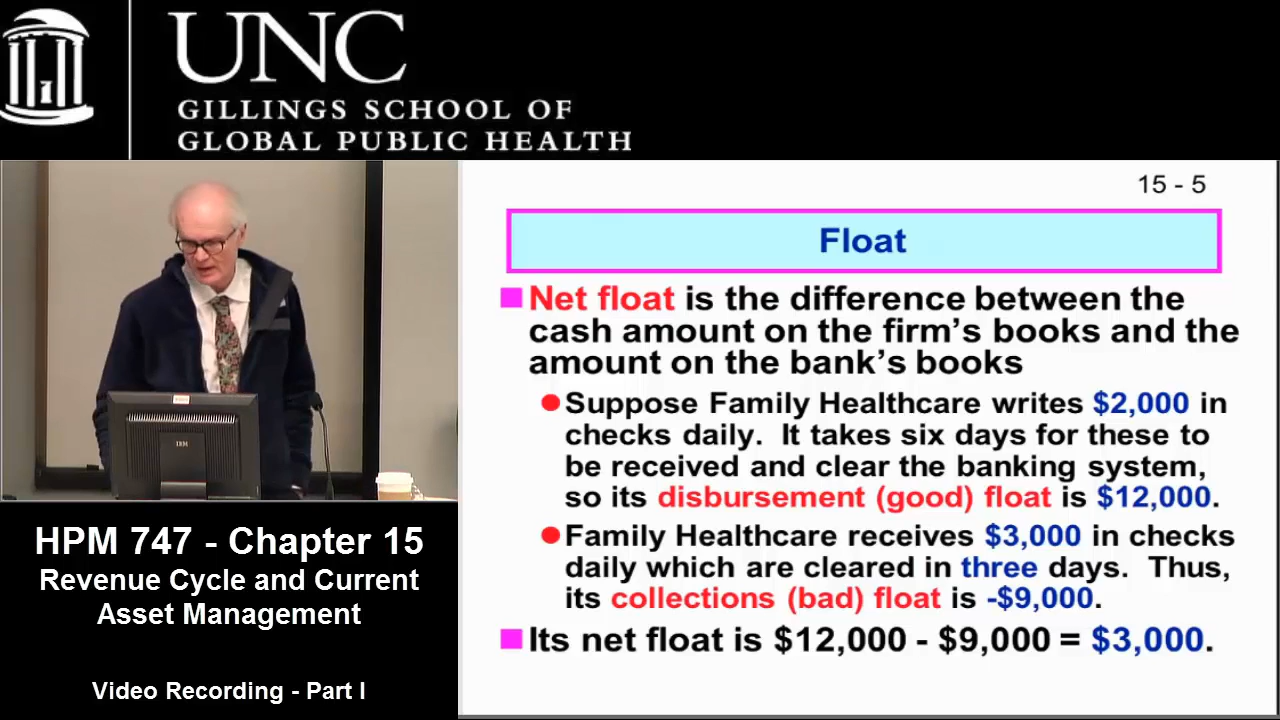 UNC
GILLINGS SCHOOL OF
GLOBAL PUBLIC HEALTH
15 - 5
Float
Net float is the difference between the
cash amount on the firm's books and the
amount on the bank's books
Suppose Family Healthcare writes $2,000 in
checks daily. It takes six days for these to
be received and clear the banking system,
so its disbursement (good) float is $12,000.
Family Healthcare receives $3,000 in checks
daily which are cleared in three days. Thus,
its collections (bad) float is -$9,000.
Its net float is $12,000 - $9,000 = $3,000.
IBM
HPM 747 - Chapter 15
Revenue Cycle and Current
Asset Management
Video Recording - Part I